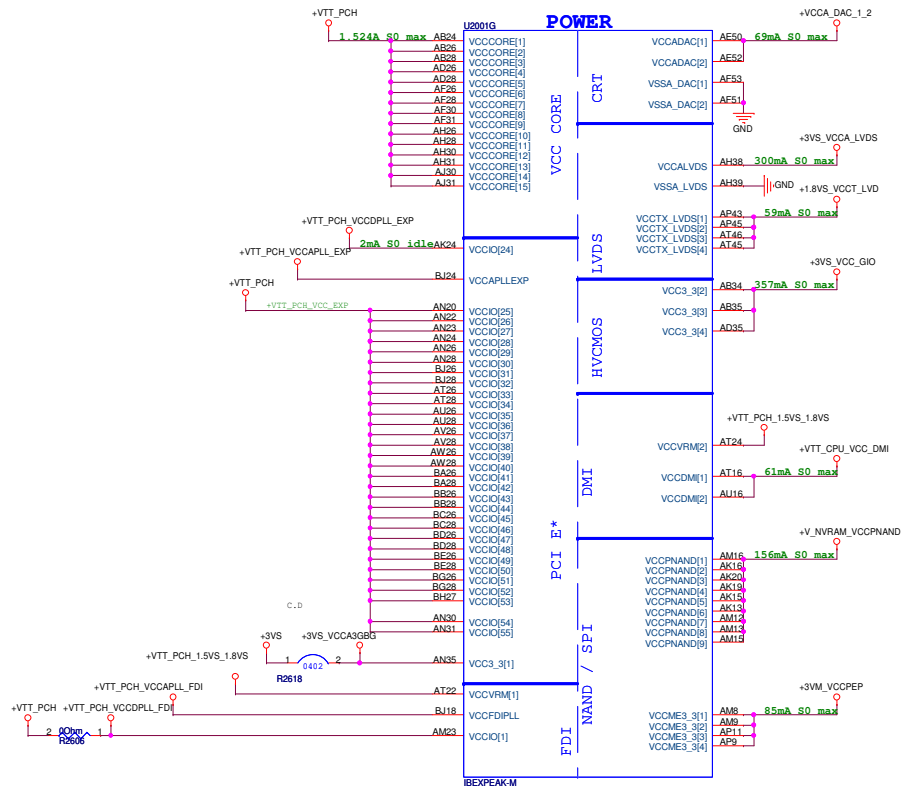 POWER
U2001G
+VTT_PCH
1.524A S0 max
AB24 VCCCORE[1]
AB26 VCCCORE[2]
AB28 VCCCORE[3]
AD26 VCCCORE[4]
AD28 VCCCORE[5]
AF26 VCCCORE[6]
AF28 VCCCORE[7]
AF30 VCCCORE[8]
AF31 VCCCORE[9]
AH26 VCCCORE[10]
AH28 VCCCORE[11]
AH30 VCCCORE[12]
AH31 VCCCORE[13]
AJ30 VCCCORE[14]
AJ31 VCCCORE[15]
VCC CORE
+VTT_PCH_VCCDPLL_EXP
2mA S0 idle
AK24 VCCIO[24]
+VTT_PCH_VCCAPLL_EXP
BJ24 VCCAPLLEXP
+VTT_PCH
+VTT_PCH_VCC_EXP
AN20 VCCIO[25]
AN22 VCCIO[26]
AN23 VCCIO[27]
AN24 VCCIO[28]
AN26 VCCIO[29]
AN28 VCCIO[30]
BJ26 VCCIO[31]
BJ28 VCCIO[32]
AT26 VCCIO[33]
AT28 VCCIO[34]
AU26 VCCIO[35]
AU28 VCCIO[36]
AV26 VCCIO[37]
AV28 VCCIO[38]
AW26 VCCIO[39]
AW28 VCCIO[40]
BA26 VCCIO[41]
BA28 VCCIO[42]
BB26 VCCIO[43]
BB28 VCCIO[44]
BC26 VCCIO[45]
BC28 VCCIO[46]
BD26 VCCIO[47]
BD28 VCCIO[48]
BE26 VCCIO[49]
BE28 VCCIO[50]
BG26 VCCIO[51]
BG28 VCCIO[52]
BH27 VCCIO[53]
C.D
AN30 VCCIO[54]
AN31 VCCIO[55]
PCI E*
+3VS
+3VS_VCCA3GBG
1 0402 2
R2618
AN35 VCC3_3[1]
+VTT_PCH_1.5VS_1.8VS
AT22 VCCVRM[1]
+VTT_PCH_VCCAPLL_FDI
BJ18 VCCFDIPLL
+VTT_PCH
+VTT_PCH_VCCDPLL_FDI
2 0Ohm 1
R2606
AM23 VCCIO[1]
FDI
IBEXPEAK-M
CRT
+VCCA_DAC_1_2
VCCADAC[1] AE50 69mA S0 max
VCCADAC[2] AE52
VSSA_DAC[1] AF53
VSSA_DAC[2] AF51
GND
LVDS
+3VS_VCCA_LVDS
VCCALVDS AH38 300mA S0 max
VSSA_LVDS AH39 GND
+1.8VS_VCCT_LVD
VCCTX_LVDS[1] AP43 59mA S0 max
VCCTX_LVDS[2] AP45
VCCTX_LVDS[3] AT46
VCCTX_LVDS[4] AT45
HVCMOS
+3VS_VCC_GIO
VCC3_3[2] AB34 357mA S0 max
VCC3_3[3] AB35
VCC3_3[4] AD35
DMI
+VTT_PCH_1.5VS_1.8VS
VCCVRM[2] AT24
+VTT_CPU_VCC_DMI
VCCDMI[1] AT16 61mA S0 max
VCCDMI[2] AU16
NAND / SPI
+V_NVRAM_VCCPNAND
VCCPNAND[1] AM16 156mA S0 max
VCCPNAND[2] AK16
VCCPNAND[3] AK20
VCCPNAND[4] AK19
VCCPNAND[5] AK15
VCCPNAND[6] AK13
VCCPNAND[7] AM12
VCCPNAND[8] AM13
VCCPNAND[9] AM15
+3VM_VCCPEP
VCCME3_3[1] AM8 85mA S0 max
VCCME3_3[2] AM9
VCCME3_3[3] AP11
VCCME3_3[4] AP9